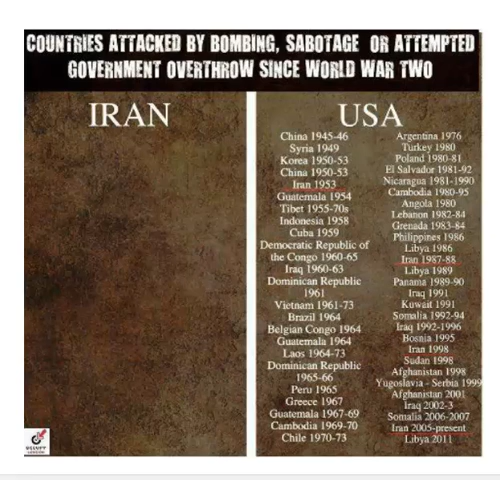 COUNTRIES ATTACKED BY BOMBING, SABOTAGE OR ATTEMPTED
GOVERNMENT OVERTHROW SINCE WORLD WAR TWO
IRAN
USA
China 1945-46
Syria 1949
Korea 1950-53
China 1950-53
Iran 1953
Guatemala 1954
Tibet 1955-70s
Indonesia 1958
Cuba 1959
Democratic Republic of
the Congo 1960-65
Iraq 1960-63
Dominican Republic
1961
Vietnam 1961-73
Brazil 1964
Belgian Congo 1964
Guatemala 1964
Laos 1964-73
Dominican Republic
1965-66
Peru 1965
Greece 1967
Guatemala 1967-69
Cambodia 1969-70
Chile 1970-73
Argentina 1976
Turkey 1980
Poland 1980-81
El Salvador 1981-92
Nicaragua 1981-1990
Cambodia 1980-95
Angola 1980
Lebanon 1982-84
Grenada 1983-84
Philippines 1986
Libya 1986
Iran 1987-88
Libya 1989
Panama 1989-90
Iraq 1991
Kuwait 1991
Somalia 1992-94
Iraq 1992-1996
Bosnia 1995
Iran 1998
Sudan 1998
Afghanistan 1998
Yugoslavia - Serbia 1999
Afghanistan 2001
Iraq 2002-3
Somalia 2006-2007
Iran 2005-present
Libya 2011